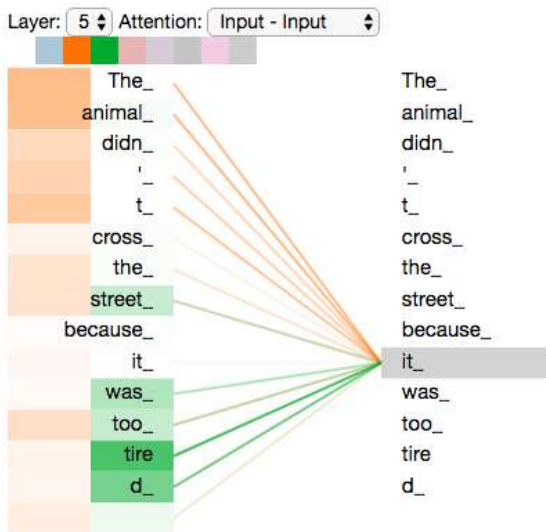 Layer: 5 Attention: Input - Input
The_ The_
animal_ animal_
didn_ didn_
'_ '_
t_ t_
cross_ cross_
the_ the_
street_ street_
because_ because_
it_ it_
was_ was_
too_ too_
tire tire
d_ d_